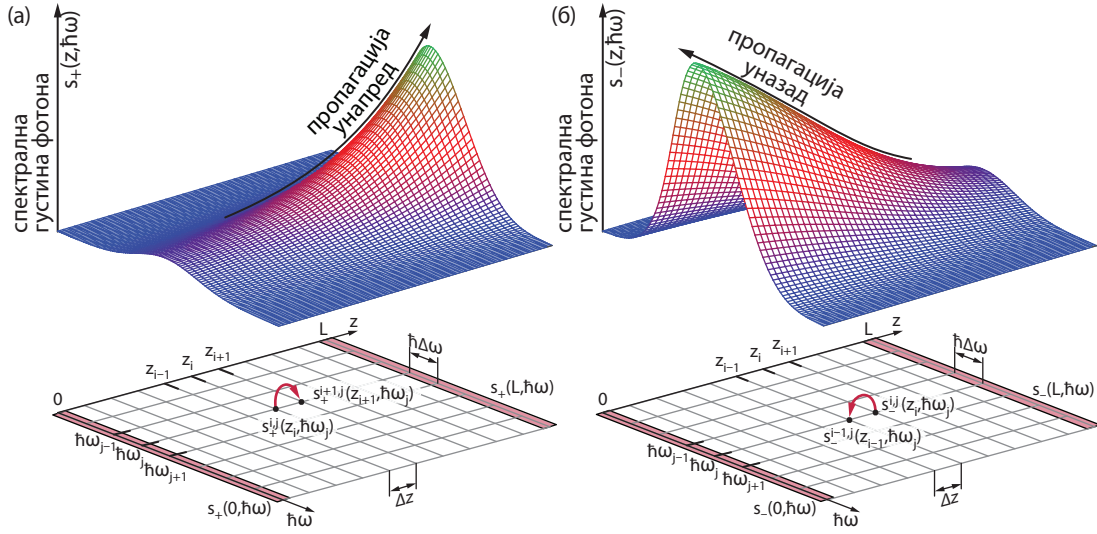 (а)
спектрална
густина фотона
s₊(z,ħω)
пропагација
унапред
L
z
ħΔω
z_{i+1}
z_i
z_{i−1}
0
s₊^{i+1,j}(z_{i+1},ħω_j)
s₊^{i,j}(z_i,ħω_j)
s₊(L,ħω)
ħω_{j−1}
ħω_j
ħω_{j+1}
Δz
s₊(0,ħω)
ħω
(б)
спектрална
густина фотона
s₋(z,ħω)
пропагација
уназад
L
z
ħΔω
z_{i+1}
z_i
z_{i−1}
0
s₋^{i,j}(z_i,ħω_j)
s₋^{i−1,j}(z_{i−1},ħω_j)
s₋(L,ħω)
ħω_{j−1}
ħω_j
ħω_{j+1}
Δz
s₋(0,ħω)
ħω